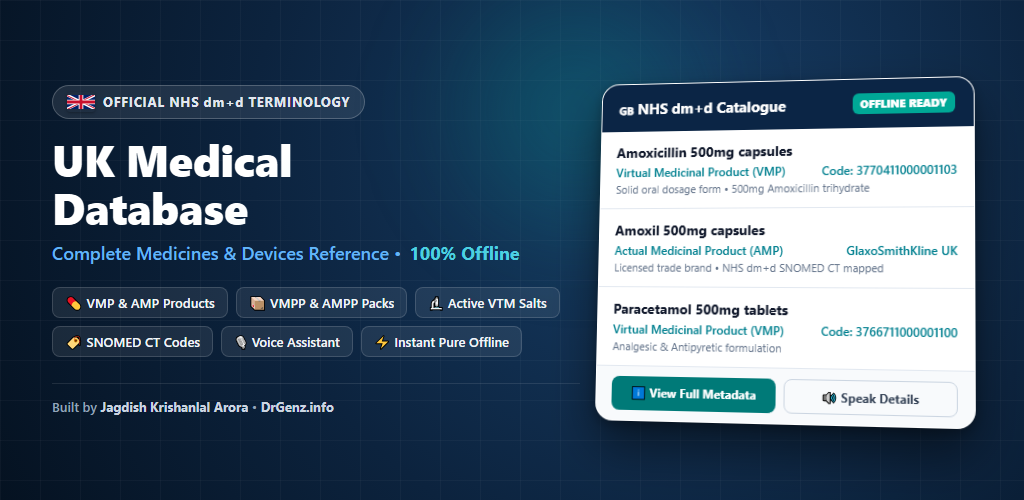 OFFICIAL NHS dm+d TERMINOLOGY
UK Medical
Database
Complete Medicines & Devices Reference • 100% Offline
VMP & AMP Products
VMPP & AMPP Packs
Active VTM Salts
SNOMED CT Codes
Voice Assistant
Instant Pure Offline
Built by Jagdish Krishanlal Arora • DrGenz.info
GB NHS dm+d Catalogue
OFFLINE READY
Amoxicillin 500mg capsules
Virtual Medicinal Product (VMP)
Code: 3770411000001103
Solid oral dosage form • 500mg Amoxicillin trihydrate
Amoxil 500mg capsules
Actual Medicinal Product (AMP)
GlaxoSmithKline UK
Licensed trade brand • NHS dm+d SNOMED CT mapped
Paracetamol 500mg tablets
Virtual Medicinal Product (VMP)
Code: 3766711000001100
Analgesic & Antipyretic formulation
View Full Metadata
Speak Details